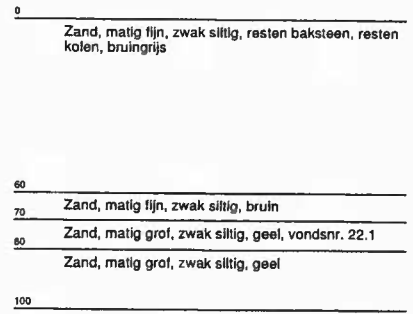 0
Zand, matig fijn, zwak siltig, resten baksteen, resten
kolen, bruingrijs
60
Zand, matig fijn, zwak siltig, bruin
70
Zand, matig grof, zwak siltig, geel, vondsnr. 22.1
80
Zand, matig grof, zwak siltig, geel
100